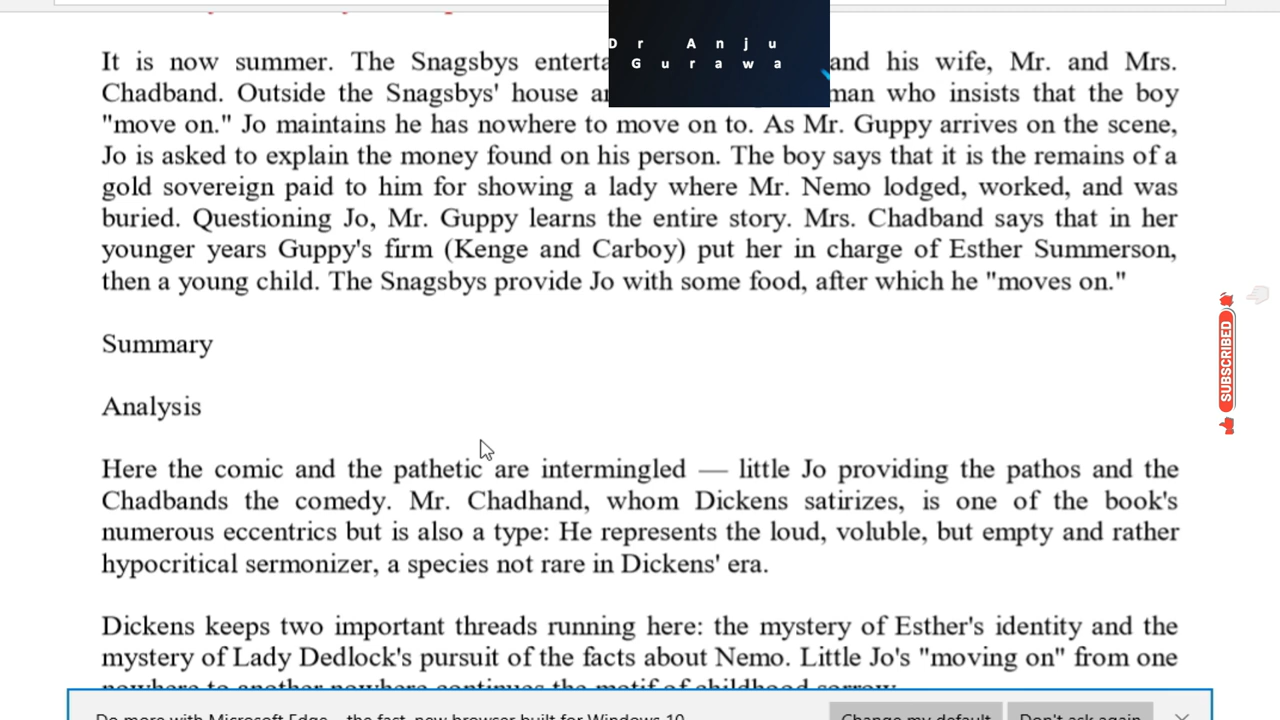 It is now summer. The Snagsbys and his wife, Mr. and Mrs.
Dr Anju
Gurawa
Chadband. Outside the Snagsbys' house who insists that the boy
"move on." Jo maintains he has nowhere to move on to. As Mr. Guppy arrives on the scene,
Jo is asked to explain the money found on his person. The boy says that it is the remains of a
gold sovereign paid to him for showing a lady where Mr. Nemo lodged, worked, and was
buried. Questioning Jo, Mr. Guppy learns the entire story. Mrs. Chadband says that in her
younger years Guppy's firm (Kenge and Carboy) put her in charge of Esther Summerson,
then a young child. The Snagsbys provide Jo with some food, after which he "moves on."
Summary
SUBSCRIBED
Analysis
Here the comic and the pathetic are intermingled — little Jo providing the pathos and the
Chadbands the comedy. Mr. Chadhand, whom Dickens satirizes, is one of the book's
numerous eccentrics but is also a type: He represents the loud, voluble, but empty and rather
hypocritical sermonizer, a species not rare in Dickens' era.
Dickens keeps two important threads running here: the mystery of Esther's identity and the
mystery of Lady Dedlock's pursuit of the facts about Nemo. Little Jo's "moving on" from one
nowhere to another nowhere continues the motif of childhood sorrow.
Do more with Microsoft Edge – the fast, new browser built for Windows 10
Change my default
Don't ask again